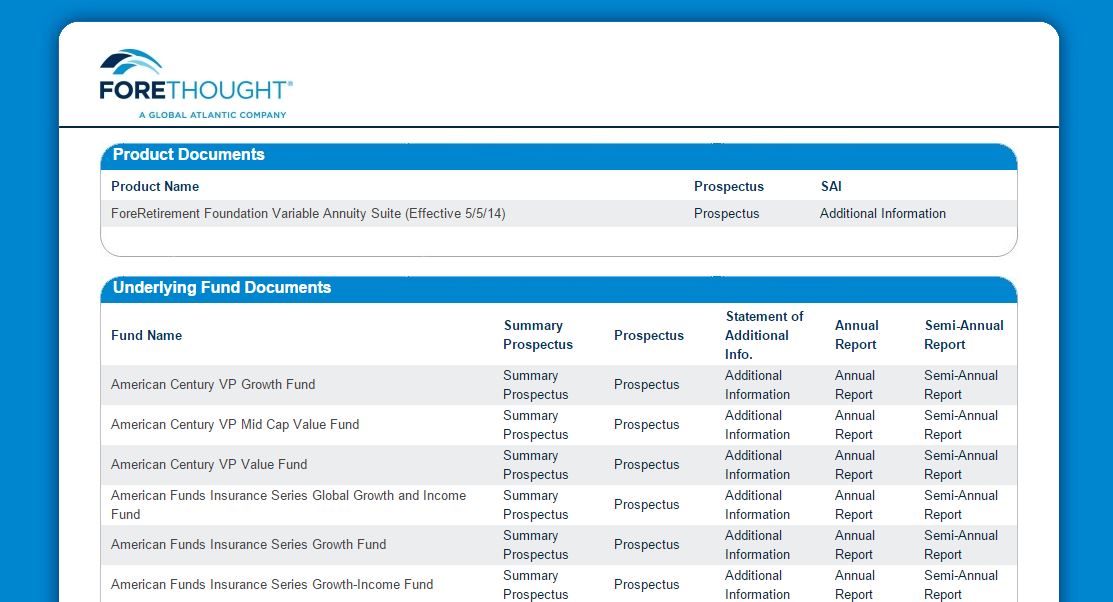 FORETHOUGHT®
A GLOBAL ATLANTIC COMPANY
Product Documents
Product Name Prospectus SAI
ForeRetirement Foundation Variable Annuity Suite (Effective 5/5/14) Prospectus Additional Information
Underlying Fund Documents
Fund Name Summary Prospectus Prospectus Statement of Additional Info. Annual Report Semi-Annual Report
American Century VP Growth Fund Summary Prospectus Prospectus Additional Information Annual Report Semi-Annual Report
American Century VP Mid Cap Value Fund Summary Prospectus Prospectus Additional Information Annual Report Semi-Annual Report
American Century VP Value Fund Summary Prospectus Prospectus Additional Information Annual Report Semi-Annual Report
American Funds Insurance Series Global Growth and Income Fund Summary Prospectus Prospectus Additional Information Annual Report Semi-Annual Report
American Funds Insurance Series Growth Fund Summary Prospectus Prospectus Additional Information Annual Report Semi-Annual Report
American Funds Insurance Series Growth-Income Fund Summary Prospectus Prospectus Additional Information Annual Report Semi-Annual Report